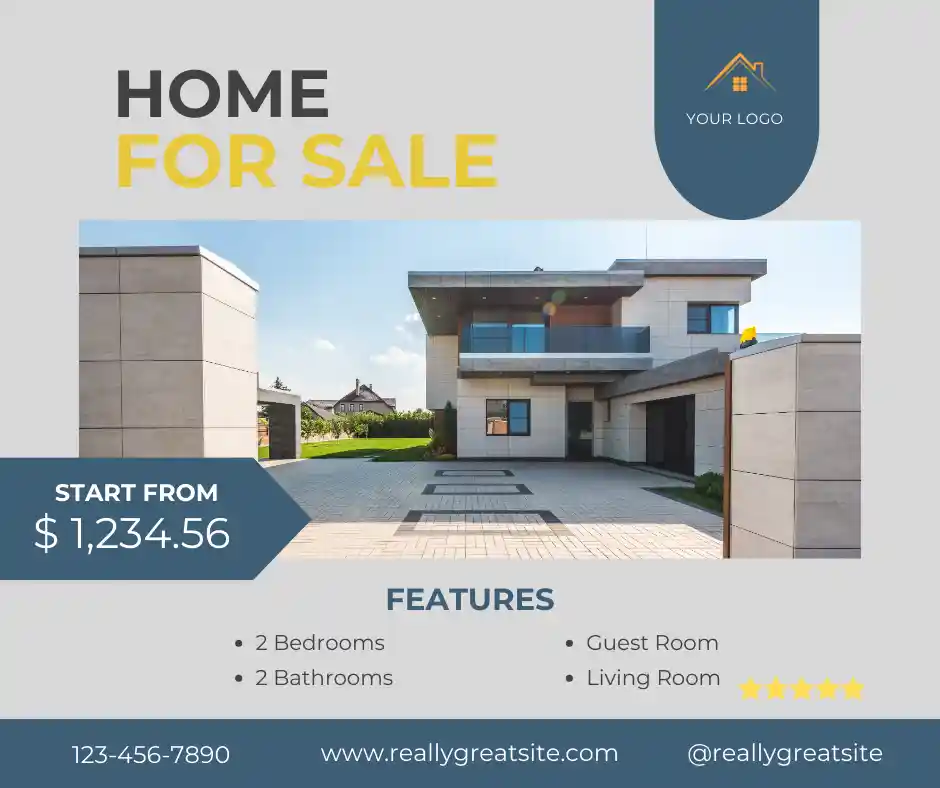 HOME
FOR SALE
YOUR LOGO
START FROM
$ 1,234.56
FEATURES
• 2 Bedrooms
• 2 Bathrooms
• Guest Room
• Living Room
123-456-7890
www.reallygreatsite.com
@reallygreatsite